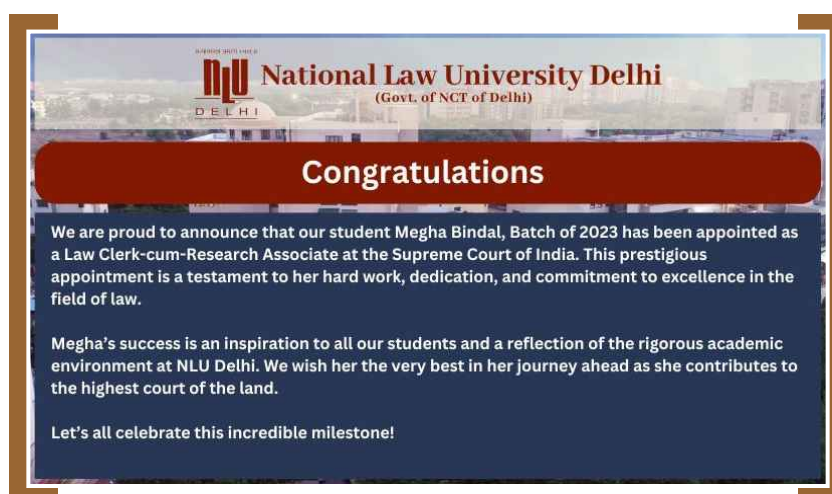 NLU
DELHI
National Law University Delhi
(Govt. of NCT of Delhi)
Congratulations
We are proud to announce that our student Megha Bindal, Batch of 2023 has been appointed as
a Law Clerk-cum-Research Associate at the Supreme Court of India. This prestigious
appointment is a testament to her hard work, dedication, and commitment to excellence in the
field of law.
Megha’s success is an inspiration to all our students and a reflection of the rigorous academic
environment at NLU Delhi. We wish her the very best in her journey ahead as she contributes to
the highest court of the land.
Let’s all celebrate this incredible milestone!